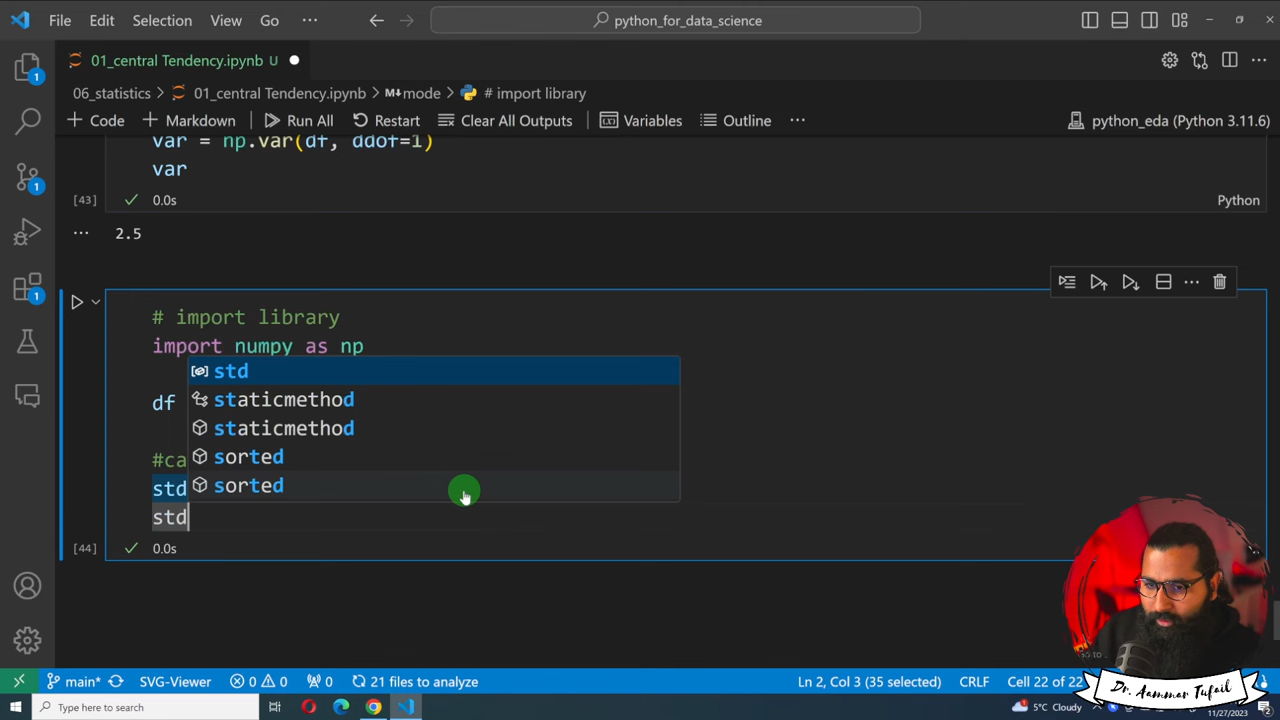 File Edit Selection View Go ··· python_for_data_science
01_central Tendency.ipynb U
06_statistics > 01_central Tendency.ipynb > M↓mode > # import library
+ Code + Markdown Run All Restart Clear All Outputs Variables Outline ··· python_eda (Python 3.11.6)
var = np.var(df, ddof=1)
var
[43] 0.0s Python
··· 2.5
# import library
import numpy as np
std
df staticmethod
staticmethod
#ca sorted
std sorted
std
[44] 0.0s
main* SVG-Viewer 0 0 0 21 files to analyze Ln 2, Col 3 (35 selected) CRLF Cell 22 of 22
Dr. Aammar Tufail
Type here to search 5°C Cloudy 11/27/2023